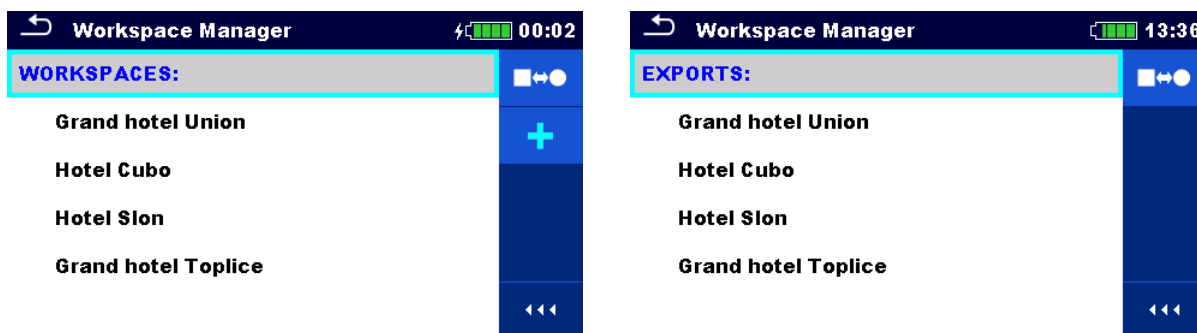 Workspace Manager 00:02
WORKSPACES:
Grand hotel Union
Hotel Cubo
Hotel Slon
Grand hotel Toplice
Workspace Manager 13:36
EXPORTS:
Grand hotel Union
Hotel Cubo
Hotel Slon
Grand hotel Toplice